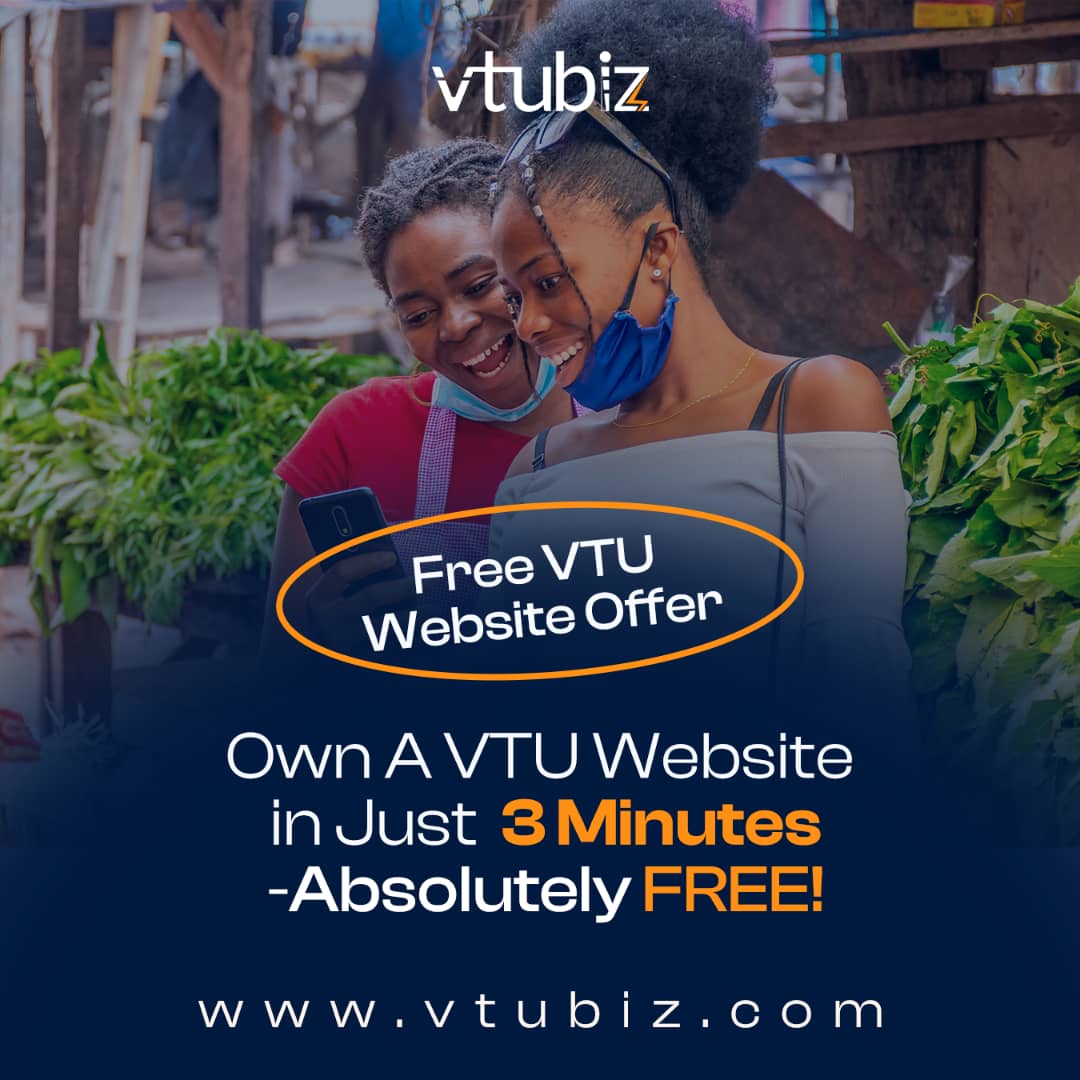 vtubiz
Free VTU
Website Offer
Own A VTU Website
in Just 3 Minutes
-Absolutely FREE!
www.vtubiz.com